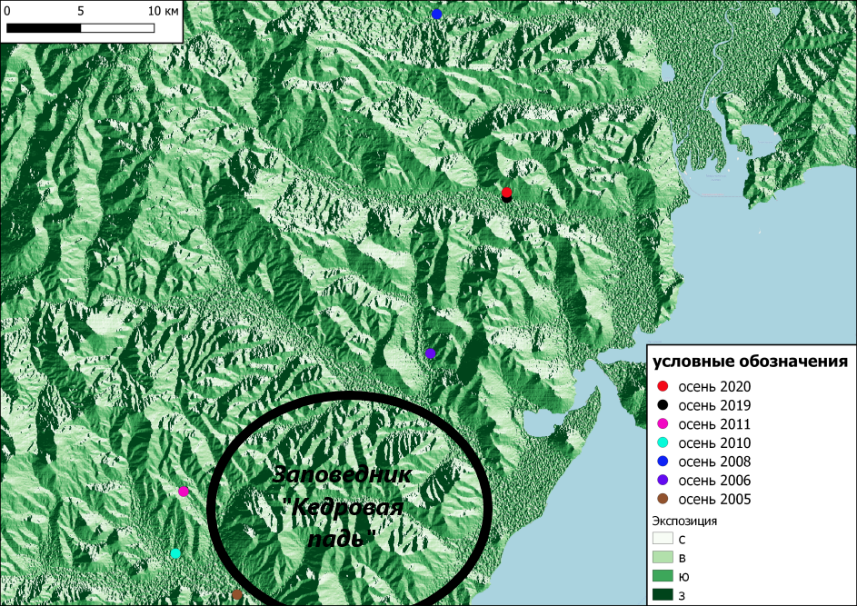 0 5 10 км
Заповедник
"Кедровая
падь"
условные обозначения
осень 2020
осень 2019
осень 2011
осень 2010
осень 2008
осень 2006
осень 2005
Экспозиция
С
В
Ю
З